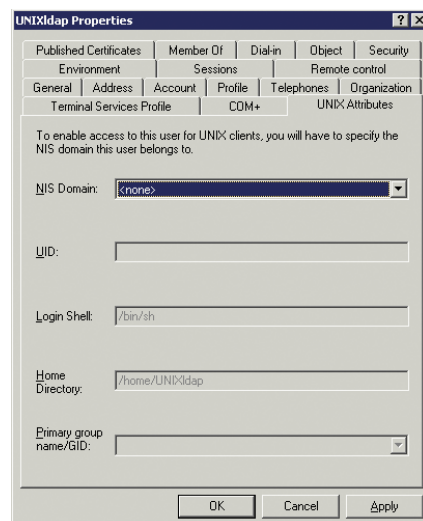 UNIXldap Properties
Published Certificates Member Of Dial-in Object Security
Environment Sessions Remote control
General Address Account Profile Telephones Organization
Terminal Services Profile COM+ UNIX Attributes
To enable access to this user for UNIX clients, you will have to specify the
NIS domain this user belongs to.
NIS Domain: <none>
UID:
Login Shell: /bin/sh
Home
Directory: /home/UNIXldap
Primary group
name/GID:
OK Cancel Apply